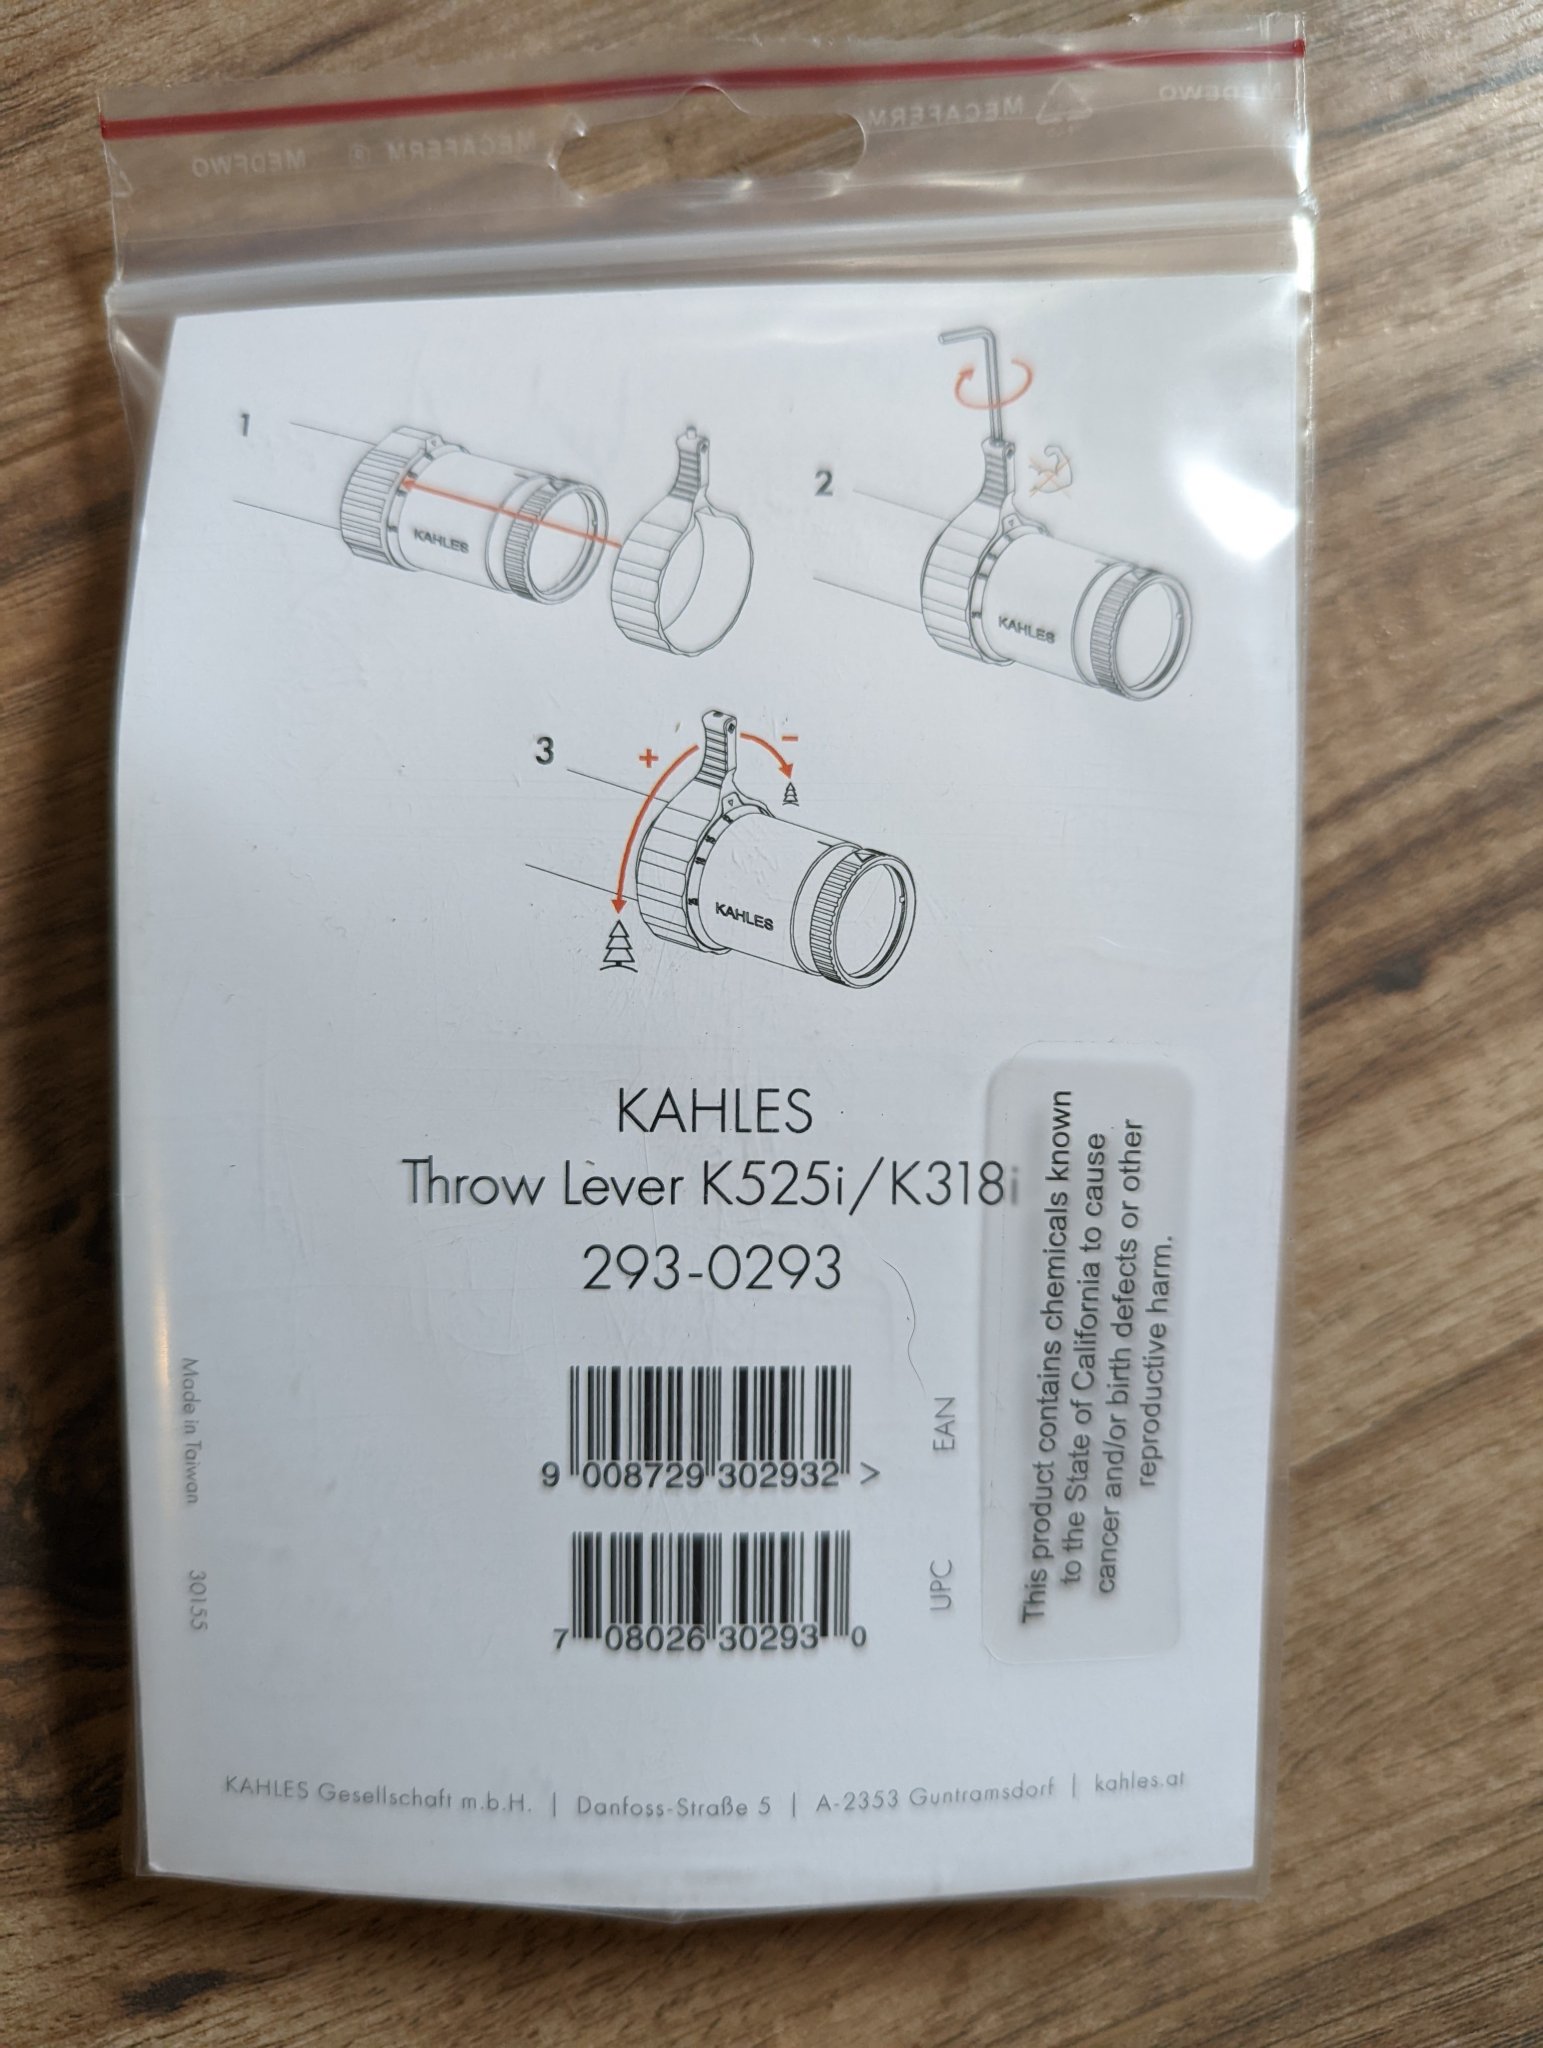 MEDEWO
MECAFERM
MECAFERM ® MEDEWO
1
KAHLES
2
KAHLES
3
+
-
KAHLES
KAHLES
Throw Lever K525i/K318i
293-0293
9 008729 302932 >
EAN
7 08026 30293 0
UPC
This product contains chemicals known
to the State of California to cause
cancer and/or birth defects or other
reproductive harm.
Made in Taiwan
30155
KAHLES Gesellschaft m.b.H. | Danfoss-Straße 5 | A-2353 Guntramsdorf | kahles.at